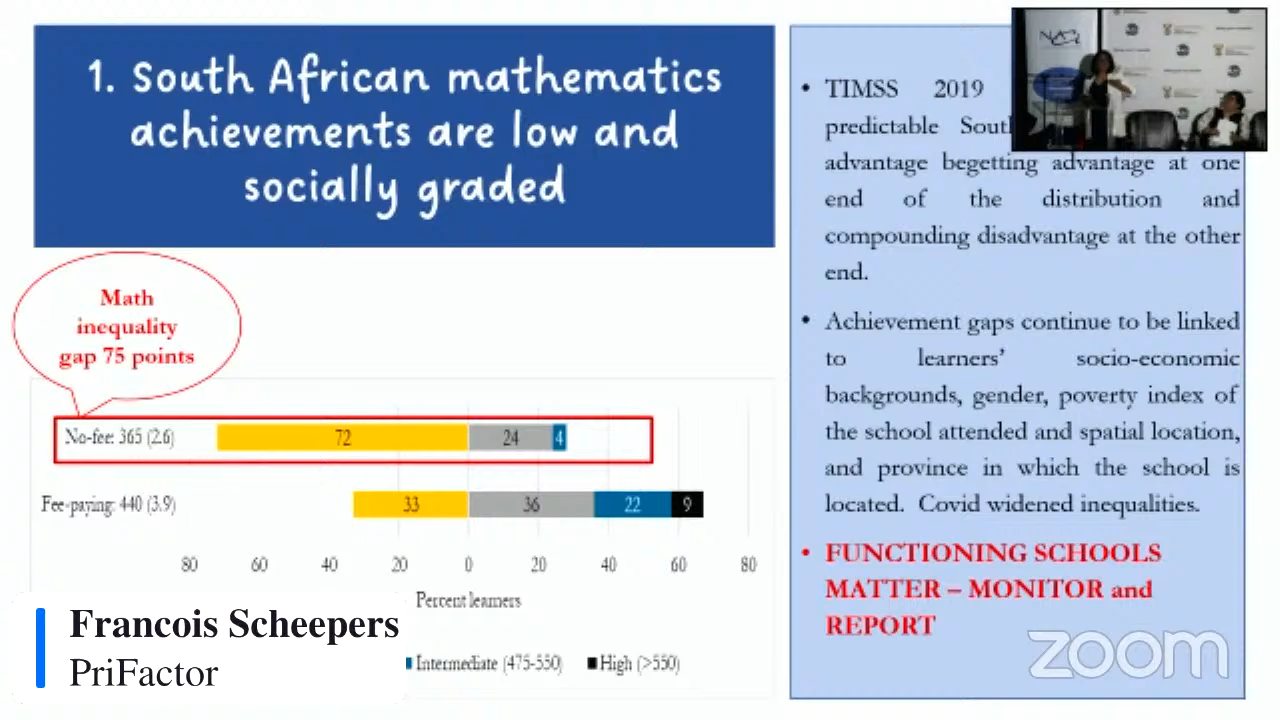 1. South African mathematics
achievements are low and
socially graded
Math
inequality
gap 75 points
No-fee: 365 (2.6)
72
24
4
Fee-paying: 440 (3.9)
33
36
22
9
80
60
40
20
0
20
40
60
80
Percent learners
Intermediate (475-550)
High (>550)
Francois Scheepers
PriFactor
• TIMSS 2019
predictable
advantage begetting advantage at one
end of the distribution and
compounding disadvantage at the other
end.
• Achievement gaps continue to be linked
to learners’ socio-economic
backgrounds, gender, poverty index of
the school attended and spatial location,
and province in which the school is
located. Covid widened inequalities.
• FUNCTIONING SCHOOLS
MATTER – MONITOR and
REPORT
zoom